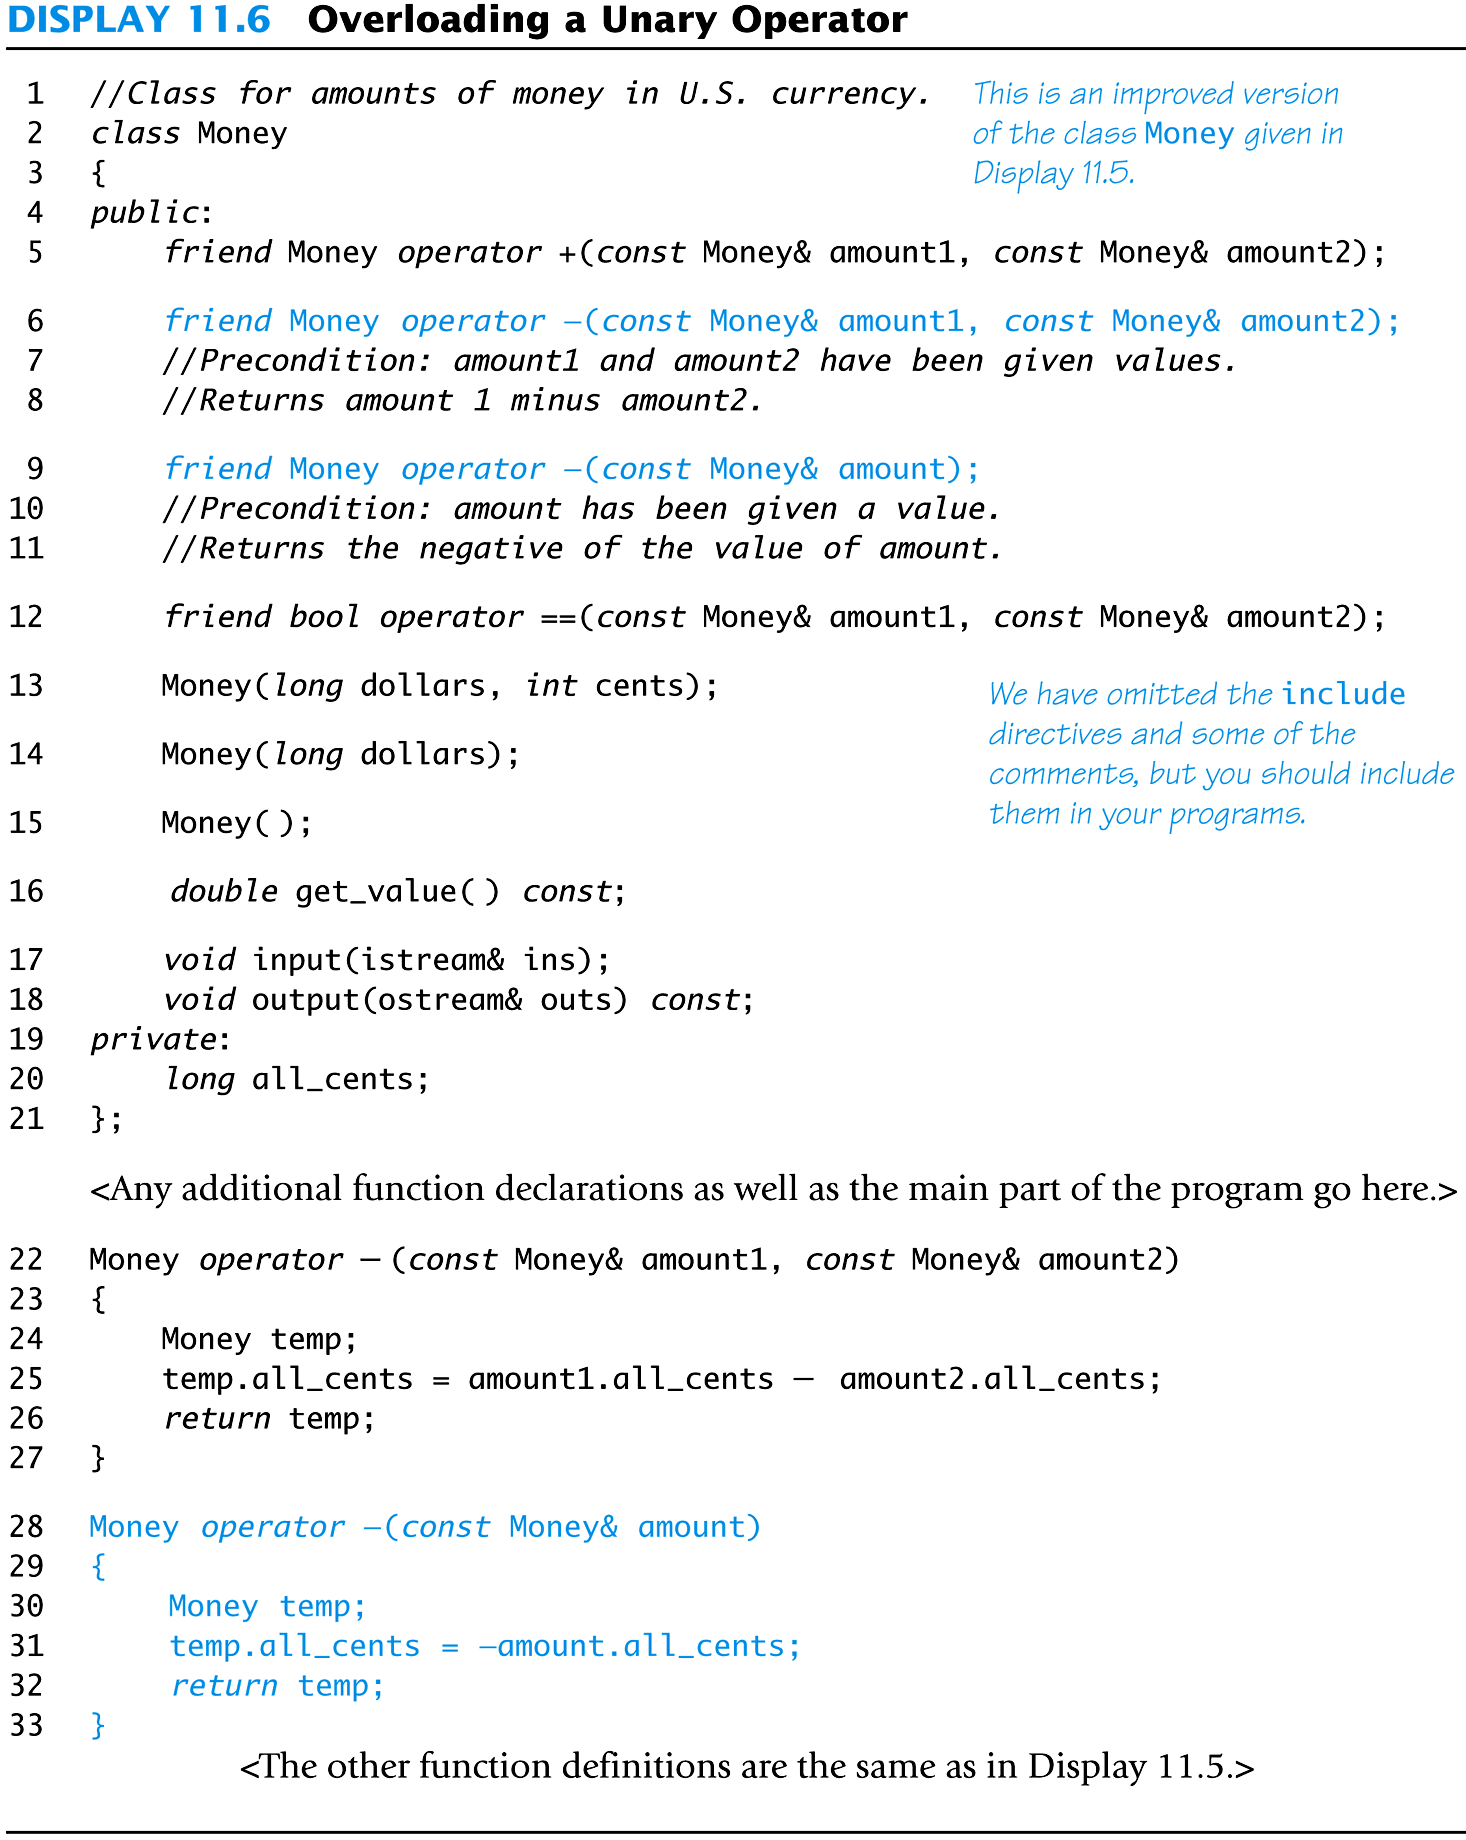 DISPLAY 11.6 Overloading a Unary Operator
1 //Class for amounts of money in U.S. currency.
2 class Money
3 {
4 public:
5 friend Money operator +(const Money& amount1, const Money& amount2);
This is an improved version
of the class Money given in
Display 11.5.
6 friend Money operator –(const Money& amount1, const Money& amount2);
7 //Precondition: amount1 and amount2 have been given values.
8 //Returns amount 1 minus amount2.
9 friend Money operator –(const Money& amount);
10 //Precondition: amount has been given a value.
11 //Returns the negative of the value of amount.
12 friend bool operator ==(const Money& amount1, const Money& amount2);
13 Money(long dollars, int cents);
14 Money(long dollars);
15 Money( );
We have omitted the include
directives and some of the
comments, but you should include
them in your programs.
16 double get_value( ) const;
17 void input(istream& ins);
18 void output(ostream& outs) const;
19 private:
20 long all_cents;
21 };
<Any additional function declarations as well as the main part of the program go here.>
22 Money operator – (const Money& amount1, const Money& amount2)
23 {
24 Money temp;
25 temp.all_cents = amount1.all_cents – amount2.all_cents;
26 return temp;
27 }
28 Money operator –(const Money& amount)
29 {
30 Money temp;
31 temp.all_cents = –amount.all_cents;
32 return temp;
33 }
<The other function definitions are the same as in Display 11.5.>